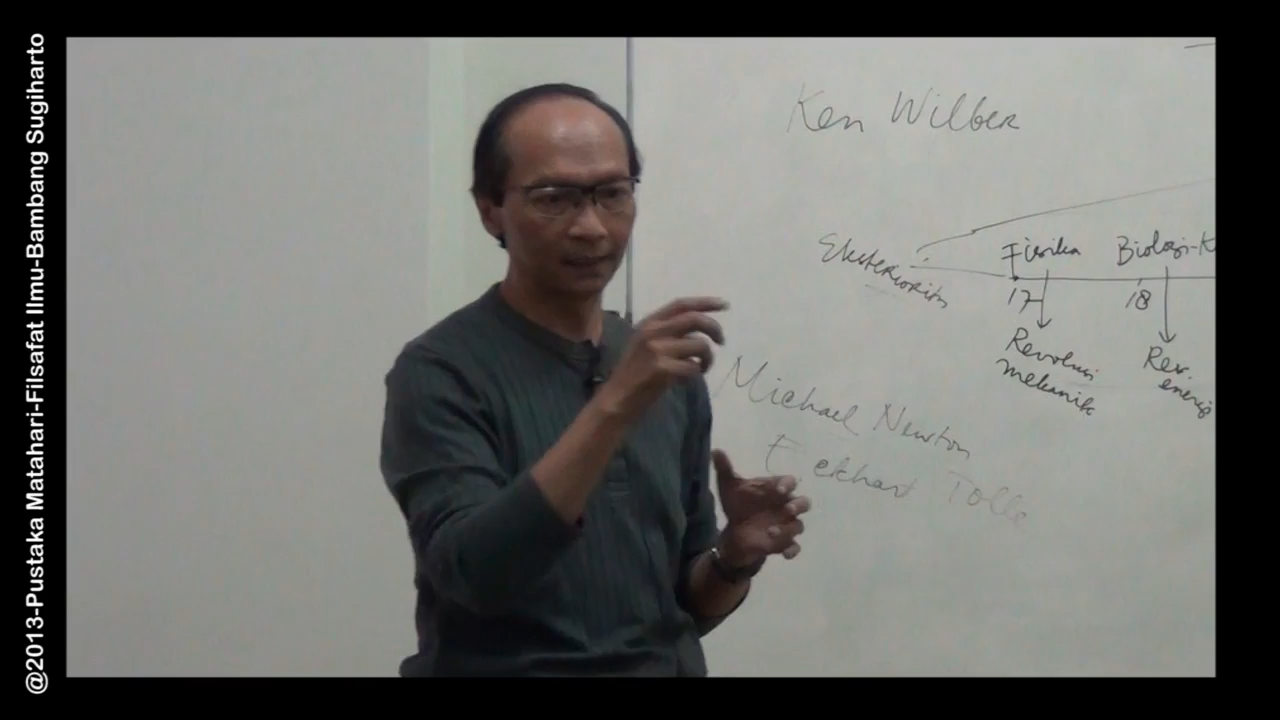 @2013-Pustaka Matahari-Filsafat Ilmu-Bambang Sugiharto
Ken Wilber
Eksterioritas
Fisika
Biologi-K
17
18
Revolusi
mekanik
Rev.
energi
Michael Newton
Eckhart Tolle